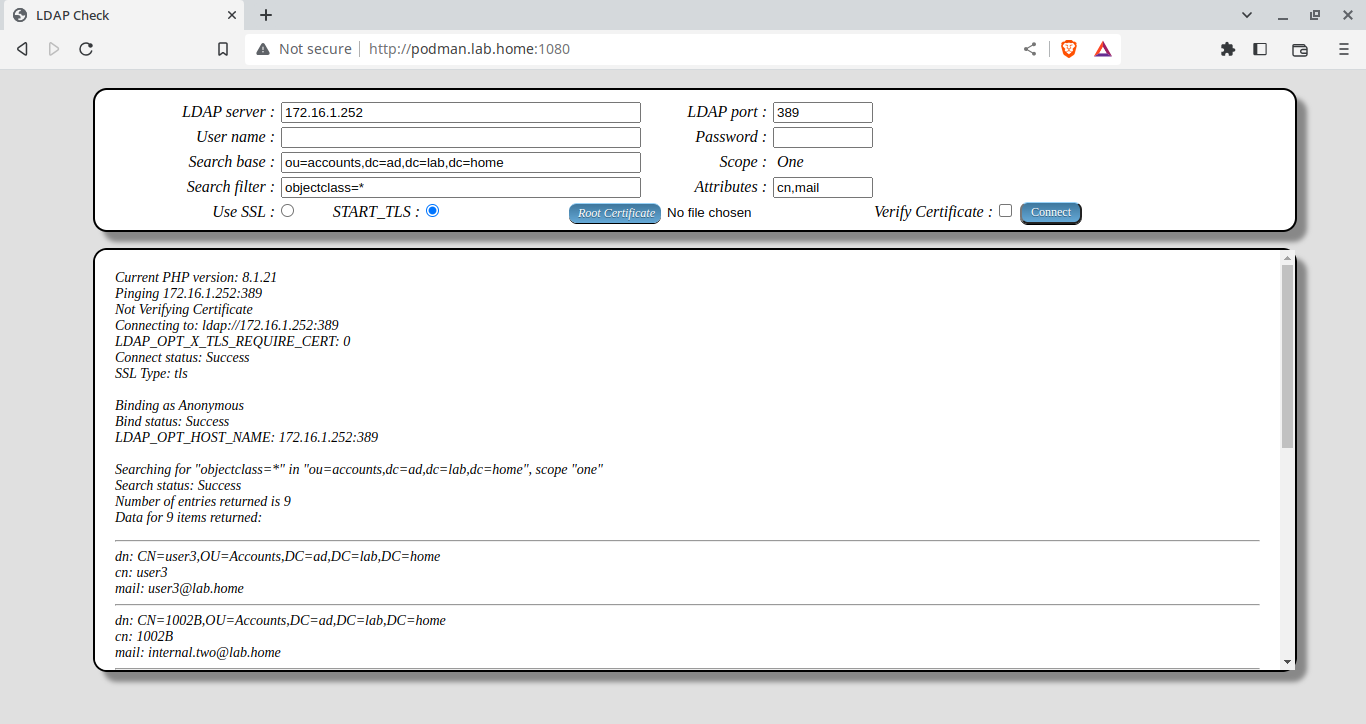 LDAP Check
Not secure http://podman.lab.home:1080
LDAP server : 172.16.1.252 LDAP port : 389
User name : Password :
Search base : ou=accounts,dc=ad,dc=lab,dc=home Scope : One
Search filter : objectclass=* Attributes : cn,mail
Use SSL : START_TLS : Root Certificate No file chosen Verify Certificate : Connect
Current PHP version: 8.1.21
Pinging 172.16.1.252:389
Not Verifying Certificate
Connecting to: ldap://172.16.1.252:389
LDAP_OPT_X_TLS_REQUIRE_CERT: 0
Connect status: Success
SSL Type: tls
Binding as Anonymous
Bind status: Success
LDAP_OPT_HOST_NAME: 172.16.1.252:389
Searching for "objectclass=*" in "ou=accounts,dc=ad,dc=lab,dc=home", scope "one"
Search status: Success
Number of entries returned is 9
Data for 9 items returned:
dn: CN=user3,OU=Accounts,DC=ad,DC=lab,DC=home
cn: user3
mail: user3@lab.home
dn: CN=1002B,OU=Accounts,DC=ad,DC=lab,DC=home
cn: 1002B
mail: internal.two@lab.home